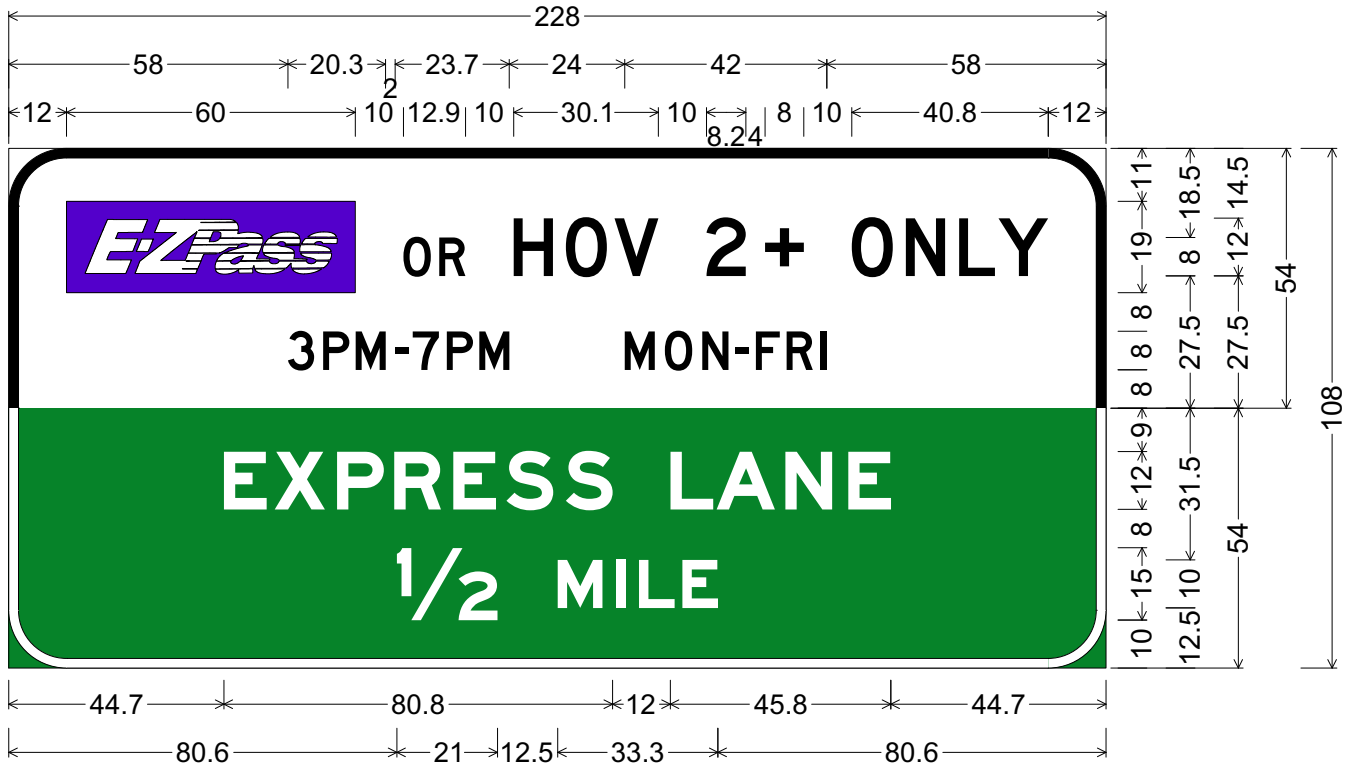 228
58 20.3 2 23.7 24 42 58
12 60 10 12.9 10 30.1 10 8.24 8 10 40.8 12
E-ZPass OR HOV 2+ ONLY
3PM-7PM MON-FRI
EXPRESS LANE
1/2 MILE
11 19 8 8 8 9 12 8 15 10
18.5 8 27.5 31.5 10 12.5
14.5 12 27.5 54
54
108
44.7 80.8 12 45.8 44.7
80.6 21 12.5 33.3 80.6